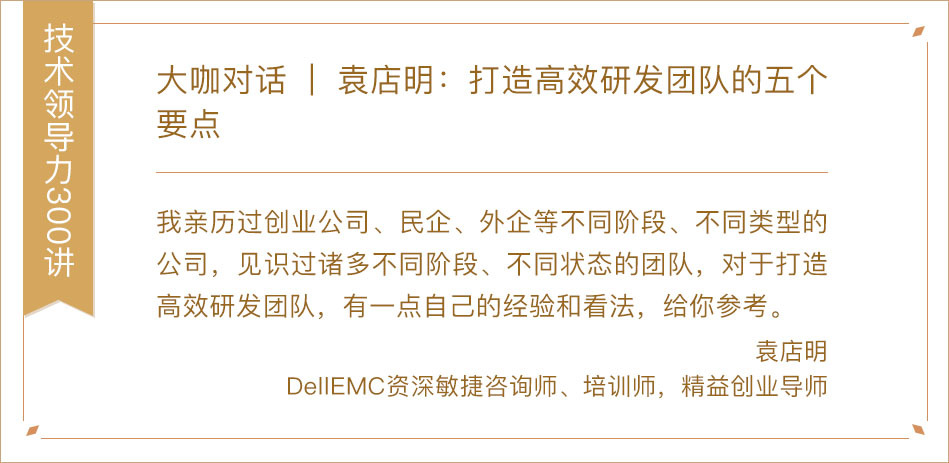 技术领导力300讲
大咖对话 | 袁店明：打造高效研发团队的五个
要点
我亲历过创业公司、民企、外企等不同阶段、不同类型的
公司，见识过诸多不同阶段、不同状态的团队，对于打造
高效研发团队，有一点自己的经验和看法，给你参考。
袁店明
DellEMC资深敏捷咨询师、培训师，精益创业导师